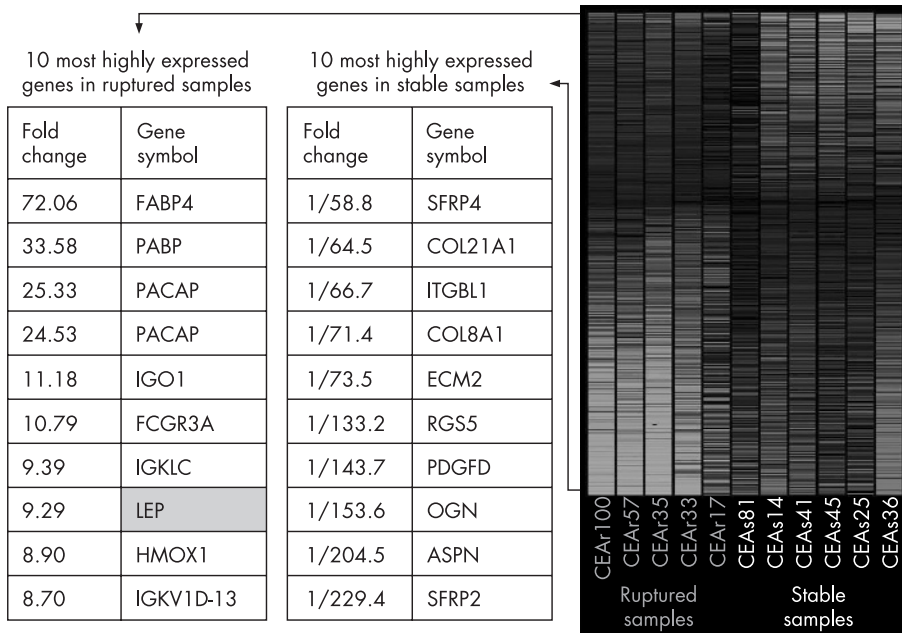 10 most highly expressed
genes in ruptured samples
Fold change Gene symbol
72.06 FABP4
33.58 PABP
25.33 PACAP
24.53 PACAP
11.18 IGO1
10.79 FCGR3A
9.39 IGKLC
9.29 LEP
8.90 HMOX1
8.70 IGKV1D-13
10 most highly expressed
genes in stable samples
Fold change Gene symbol
1/58.8 SFRP4
1/64.5 COL21A1
1/66.7 ITGBL1
1/71.4 COL8A1
1/73.5 ECM2
1/133.2 RGS5
1/143.7 PDGFD
1/153.6 OGN
1/204.5 ASPN
1/229.4 SFRP2
CEAr100
CEAr57
CEAr35
CEAr33
CEAr17
CEAs81
CEAs14
CEAs41
CEAs45
CEAs25
CEAs36
Ruptured
samples
Stable
samples